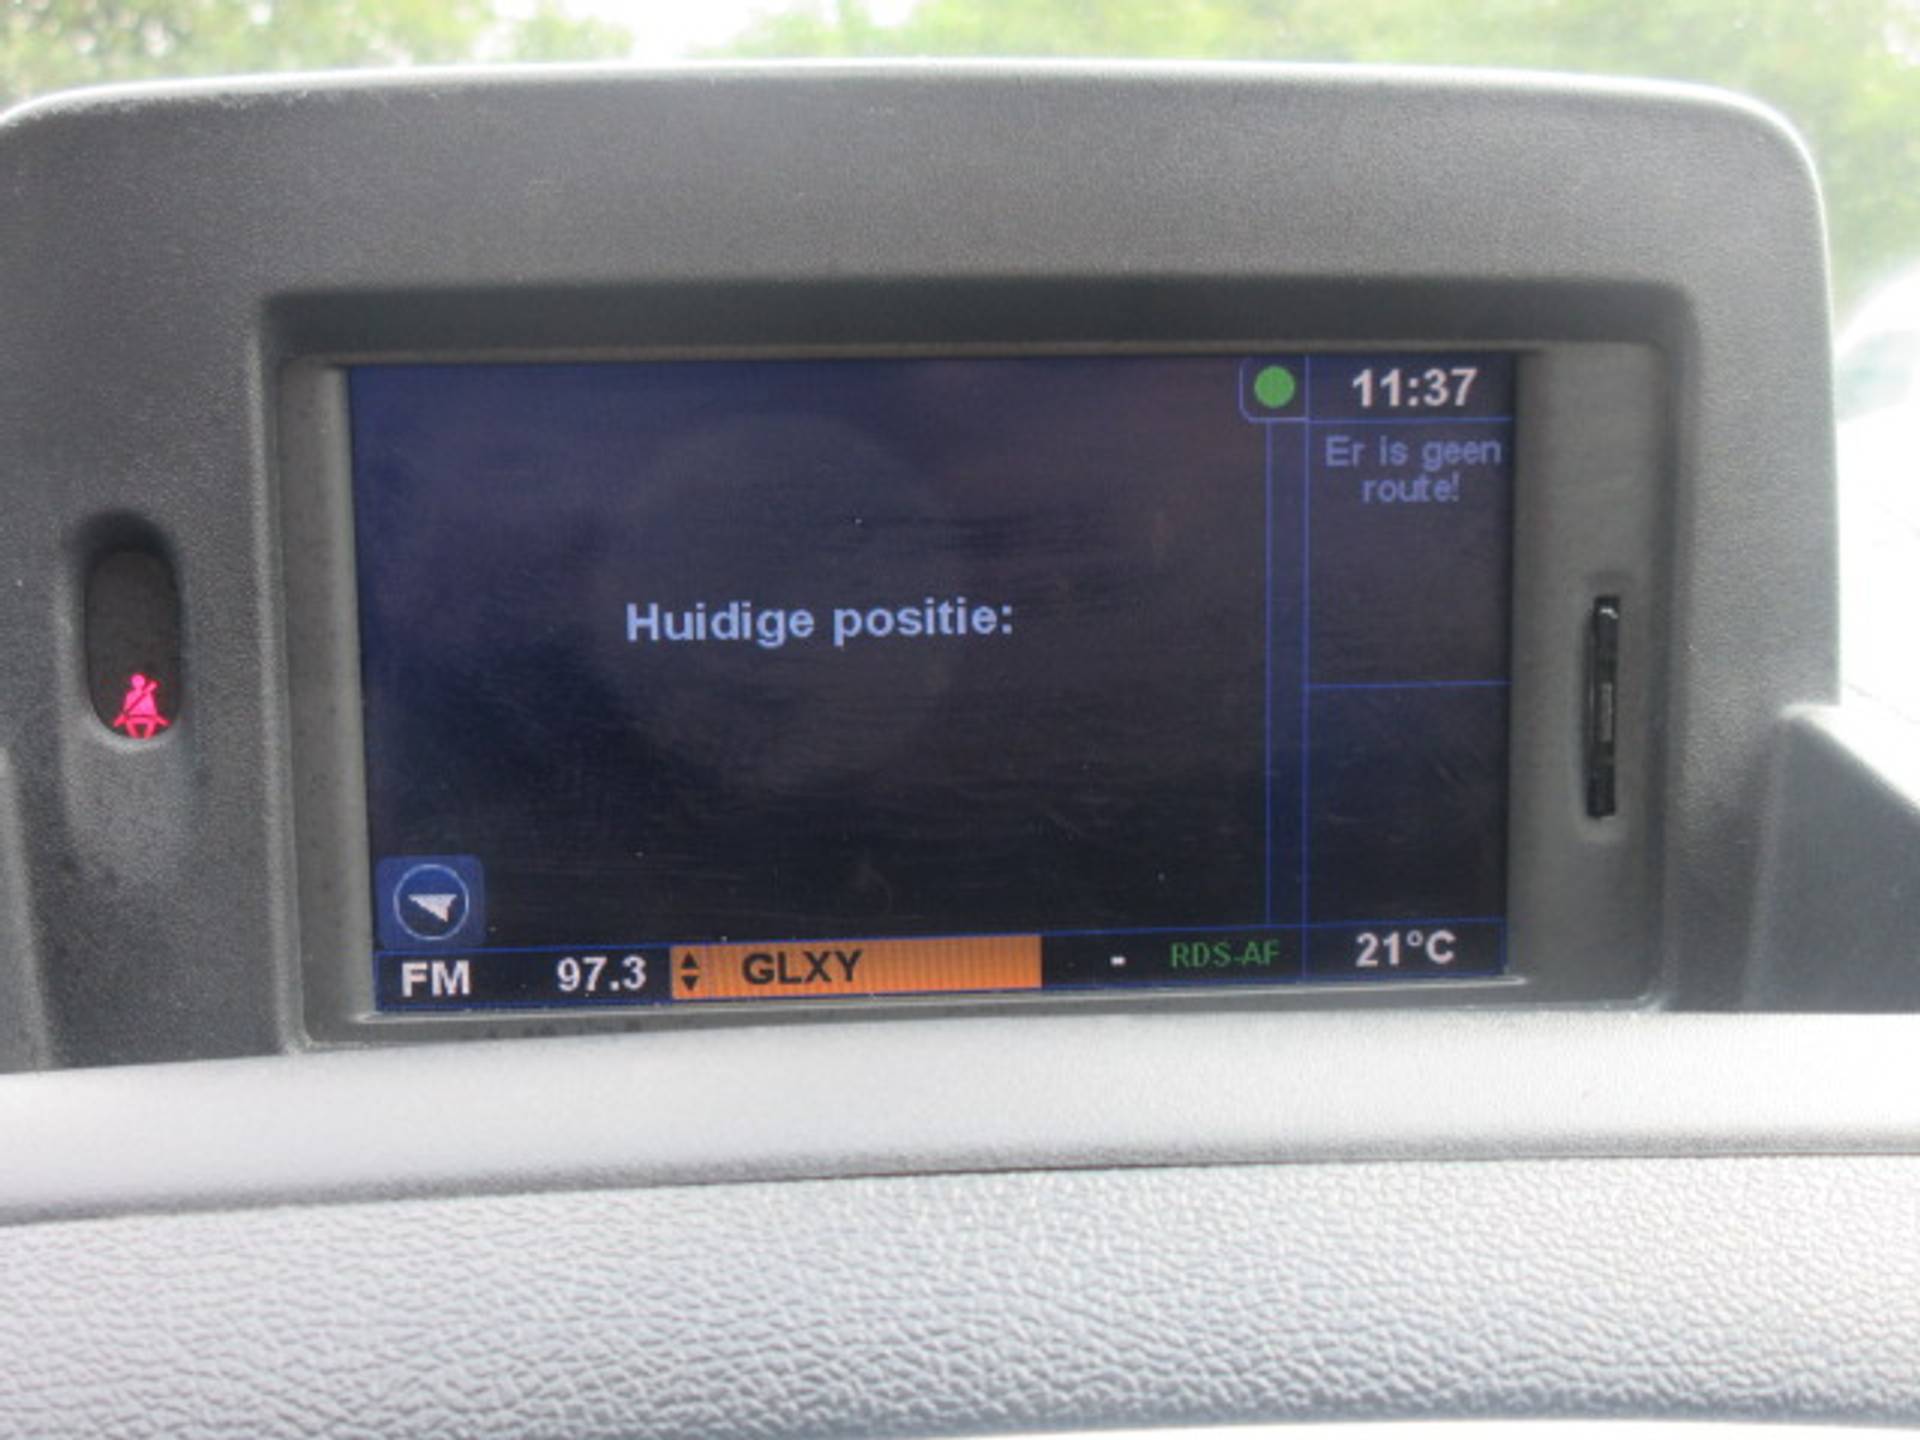 11:37
Er is geen
route!
Huidige positie:
FM 97.3 GLXY - RDS-AF 21°C